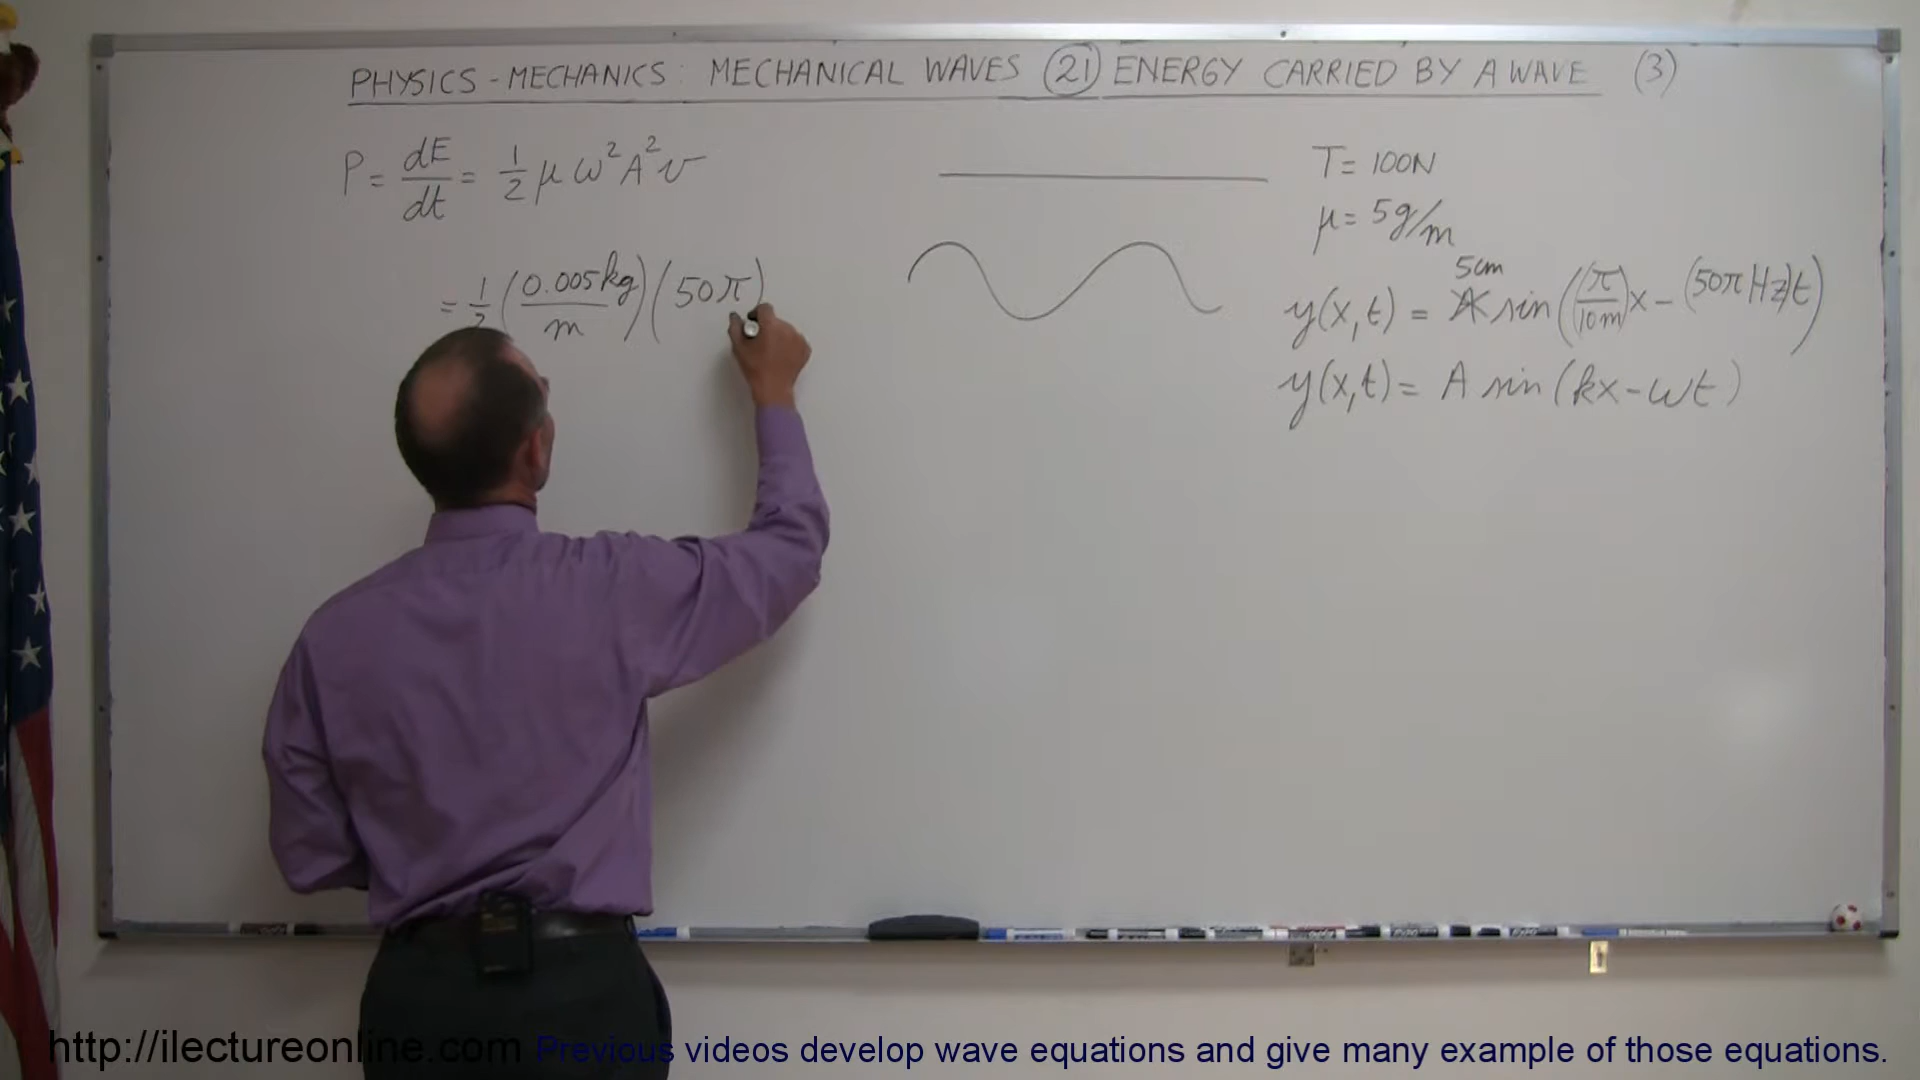 PHYSICS - MECHANICS: MECHANICAL WAVES (21) ENERGY CARRIED BY A WAVE (3)
P = dE/dt = 1/2 μ ω² A² v
= 1/2 (0.005kg/m)(50π)
T = 100N
μ = 5g/m
5cm
y(x,t) = A sin((π/10m)x - (50π Hz)t)
y(x,t) = A sin(kx - ωt)
http://ilectureonline.com Previous videos develop wave equations and give many example of those equations.